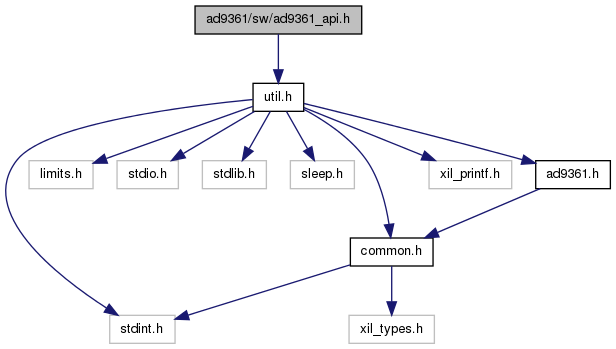 ad9361/sw/ad9361_api.h
util.h
limits.h
stdio.h
stdlib.h
sleep.h
xil_printf.h
ad9361.h
common.h
stdint.h
xil_types.h